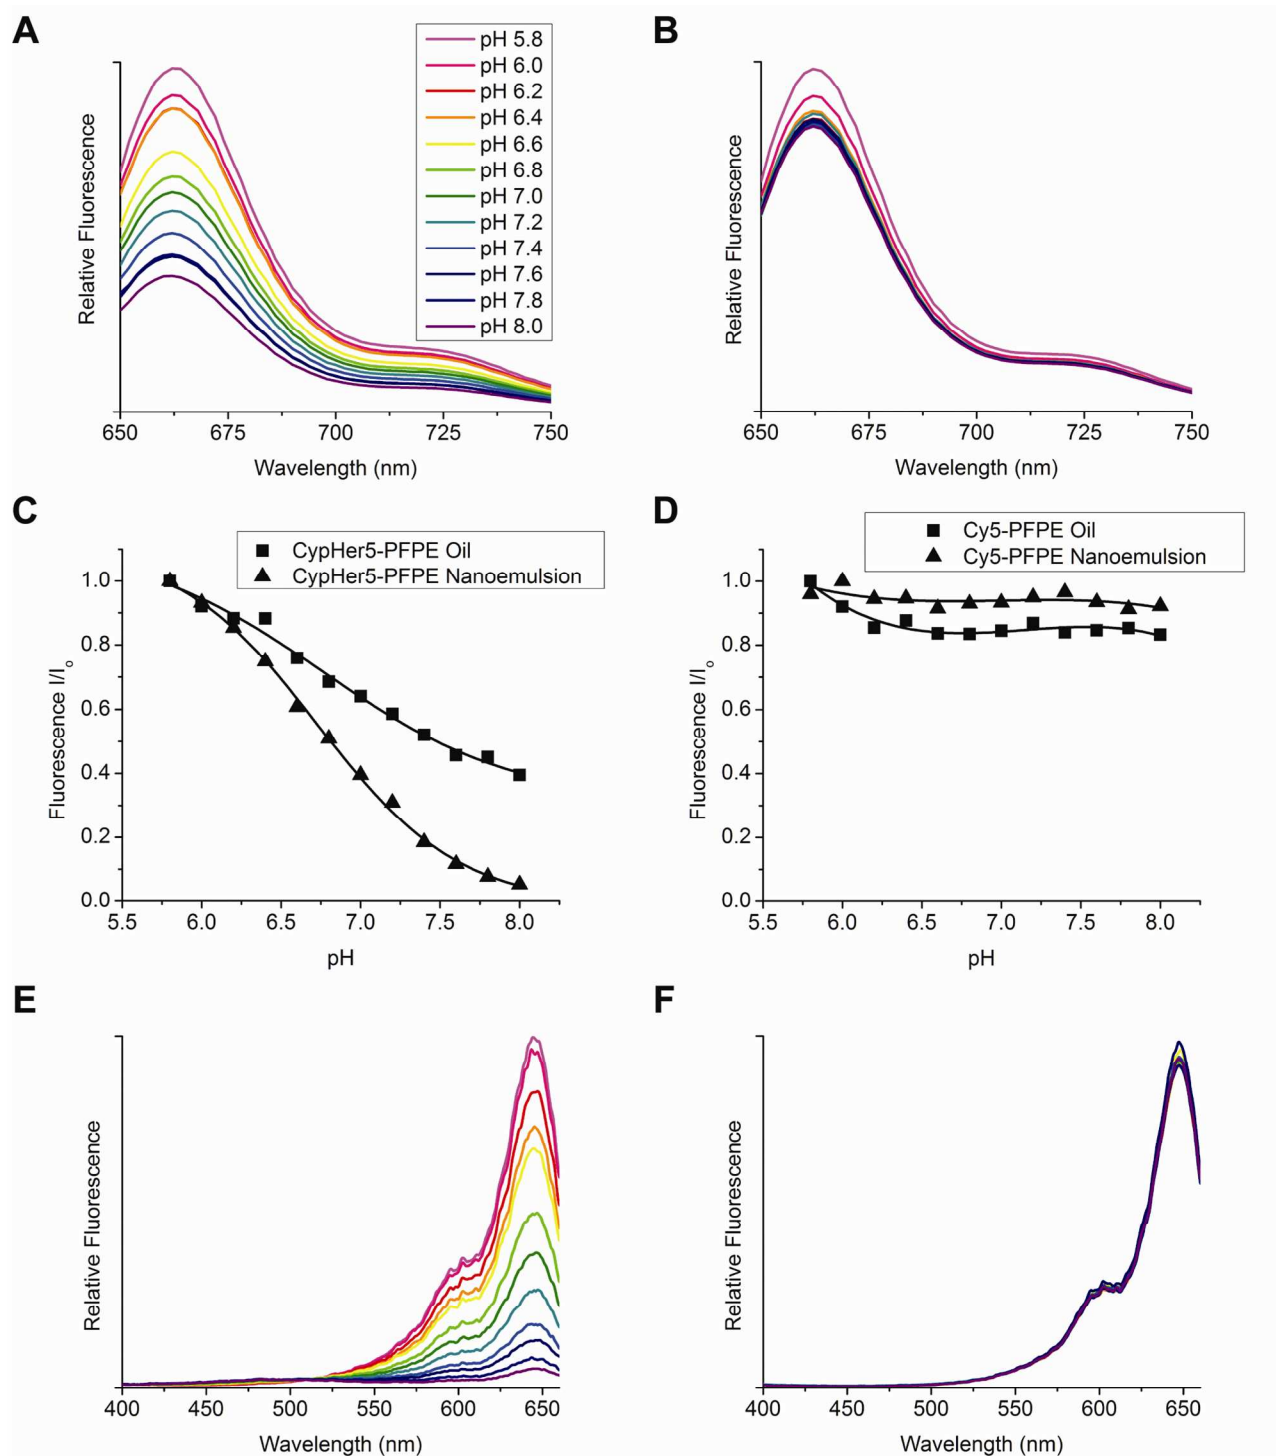 A
pH 5.8
pH 6.0
pH 6.2
pH 6.4
pH 6.6
pH 6.8
pH 7.0
pH 7.2
pH 7.4
pH 7.6
pH 7.8
pH 8.0
Relative Fluorescence
650 675 700 725 750
Wavelength (nm)
B
Relative Fluorescence
650 675 700 725 750
Wavelength (nm)
C
CypHer5-PFPE Oil
CypHer5-PFPE Nanoemulsion
Fluorescence I/Iₒ
1.0
0.8
0.6
0.4
0.2
0.0
5.5 6.0 6.5 7.0 7.5 8.0
pH
D
Cy5-PFPE Oil
Cy5-PFPE Nanoemulsion
Fluorescence I/Iₒ
1.0
0.8
0.6
0.4
0.2
0.0
5.5 6.0 6.5 7.0 7.5 8.0
pH
E
Relative Fluorescence
400 450 500 550 600 650
Wavelength (nm)
F
Relative Fluorescence
400 450 500 550 600 650
Wavelength (nm)